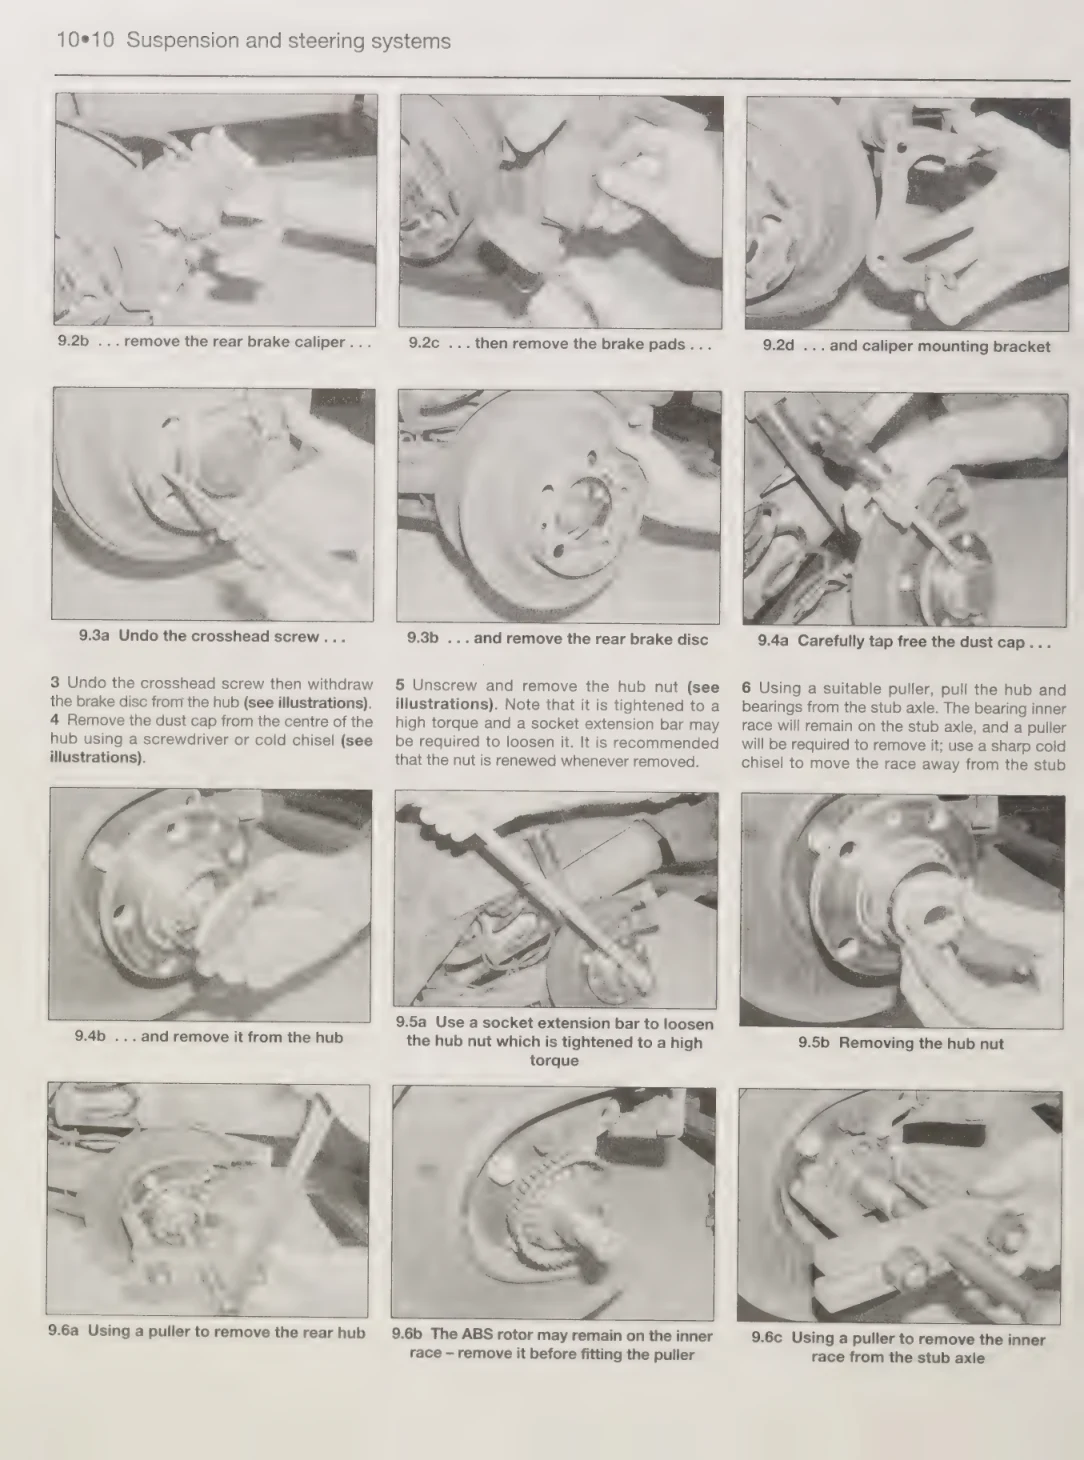 10•10 Suspension and steering systems
9.2b . . . remove the rear brake caliper . . .
9.2c . . . then remove the brake pads . . .
9.2d . . . and caliper mounting bracket
9.3a Undo the crosshead screw . . .
9.3b . . . and remove the rear brake disc
9.4a Carefully tap free the dust cap . . .
3 Undo the crosshead screw then withdraw
the brake disc from the hub (see illustrations).
4 Remove the dust cap from the centre of the
hub using a screwdriver or cold chisel (see
illustrations).
5 Unscrew and remove the hub nut (see
illustrations). Note that it is tightened to a
high torque and a socket extension bar may
be required to loosen it. It is recommended
that the nut is renewed whenever removed.
6 Using a suitable puller, pull the hub and
bearings from the stub axle. The bearing inner
race will remain on the stub axle, and a puller
will be required to remove it; use a sharp cold
chisel to move the race away from the stub
9.4b . . . and remove it from the hub
9.5a Use a socket extension bar to loosen
the hub nut which is tightened to a high
torque
9.5b Removing the hub nut
9.6a Using a puller to remove the rear hub
9.6b The ABS rotor may remain on the inner
race – remove it before fitting the puller
9.6c Using a puller to remove the inner
race from the stub axle